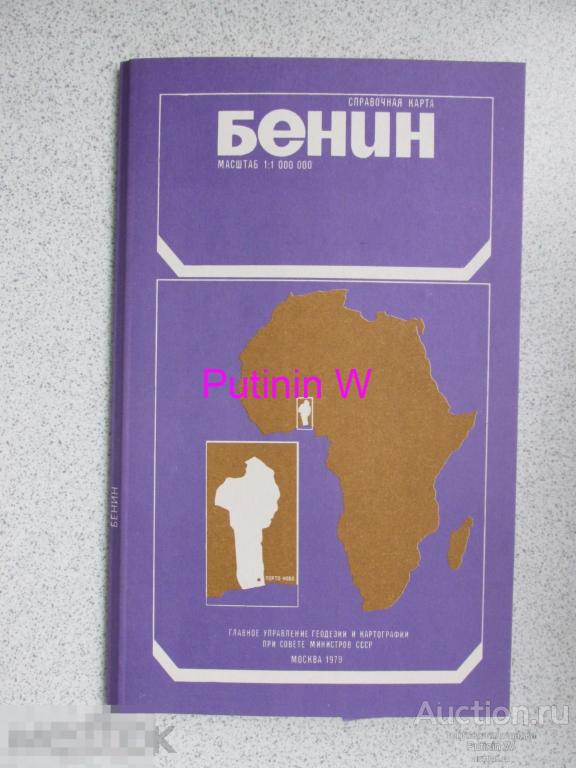 СПРАВОЧНАЯ КАРТА
БЕНИН
МАСШТАБ 1:1 000 000
Putinin W
БЕНИН
ПОРТО-НОВО
ГЛАВНОЕ УПРАВЛЕНИЕ ГЕОДЕЗИИ И КАРТОГРАФИИ
ПРИ СОВЕТЕ МИНИСТРОВ СССР
МОСКВА 1979
Auction.ru
Putinin W